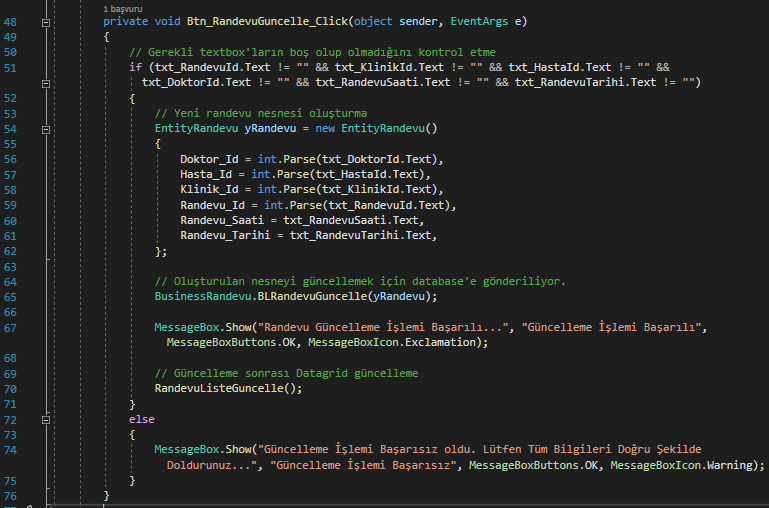 1 başvuru
48 private void Btn_RandevuGuncelle_Click(object sender, EventArgs e)
49 {
50 // Gerekli textbox'ların boş olup olmadığını kontrol etme
51 if (txt_RandevuId.Text != "" && txt_KlinikId.Text != "" && txt_HastaId.Text != "" &&
txt_DoktorId.Text != "" && txt_RandevuSaati.Text != "" && txt_RandevuTarihi.Text != "")
52 {
53 // Yeni randevu nesnesi oluşturma
54 EntityRandevu yRandevu = new EntityRandevu()
55 {
56 Doktor_Id = int.Parse(txt_DoktorId.Text),
57 Hasta_Id = int.Parse(txt_HastaId.Text),
58 Klinik_Id = int.Parse(txt_KlinikId.Text),
59 Randevu_Id = int.Parse(txt_RandevuId.Text),
60 Randevu_Saati = txt_RandevuSaati.Text,
61 Randevu_Tarihi = txt_RandevuTarihi.Text,
62 };
63
64 // Oluşturulan nesneyi güncellemek için database'e gönderiliyor.
65 BusinessRandevu.BLRandevuGuncelle(yRandevu);
66
67 MessageBox.Show("Randevu Güncelleme İşlemi Başarılı...", "Güncelleme İşlemi Başarılı",
MessageBoxButtons.OK, MessageBoxIcon.Exclamation);
68
69 // Güncelleme sonrası Datagrid güncelleme
70 RandevuListeGuncelle();
71 }
72 else
73 {
74 MessageBox.Show("Güncelleme İşlemi Başarısız oldu. Lütfen Tüm Bilgileri Doğru Şekilde
Doldurunuz...", "Güncelleme İşlemi Başarısız", MessageBoxButtons.OK, MessageBoxIcon.Warning);
75 }
76 }